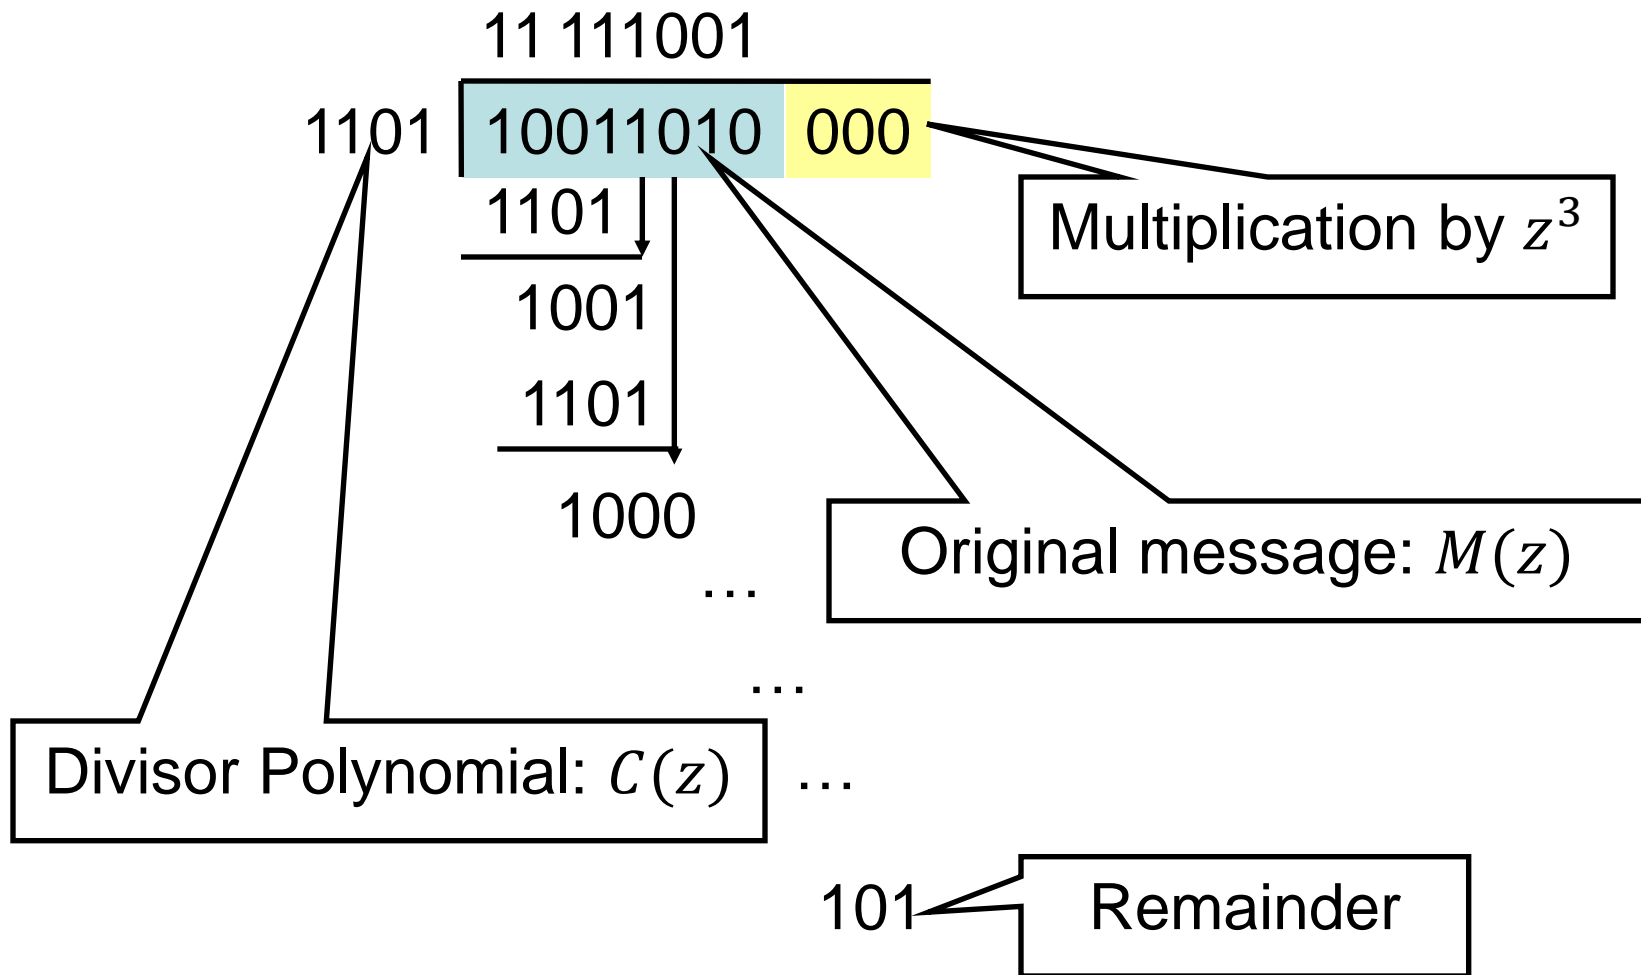 11 111001
1101 10011010 000
1101
Multiplication by z³
1001
1101
1000
Original message: M(z)
…
…
Divisor Polynomial: C(z) …
101 Remainder